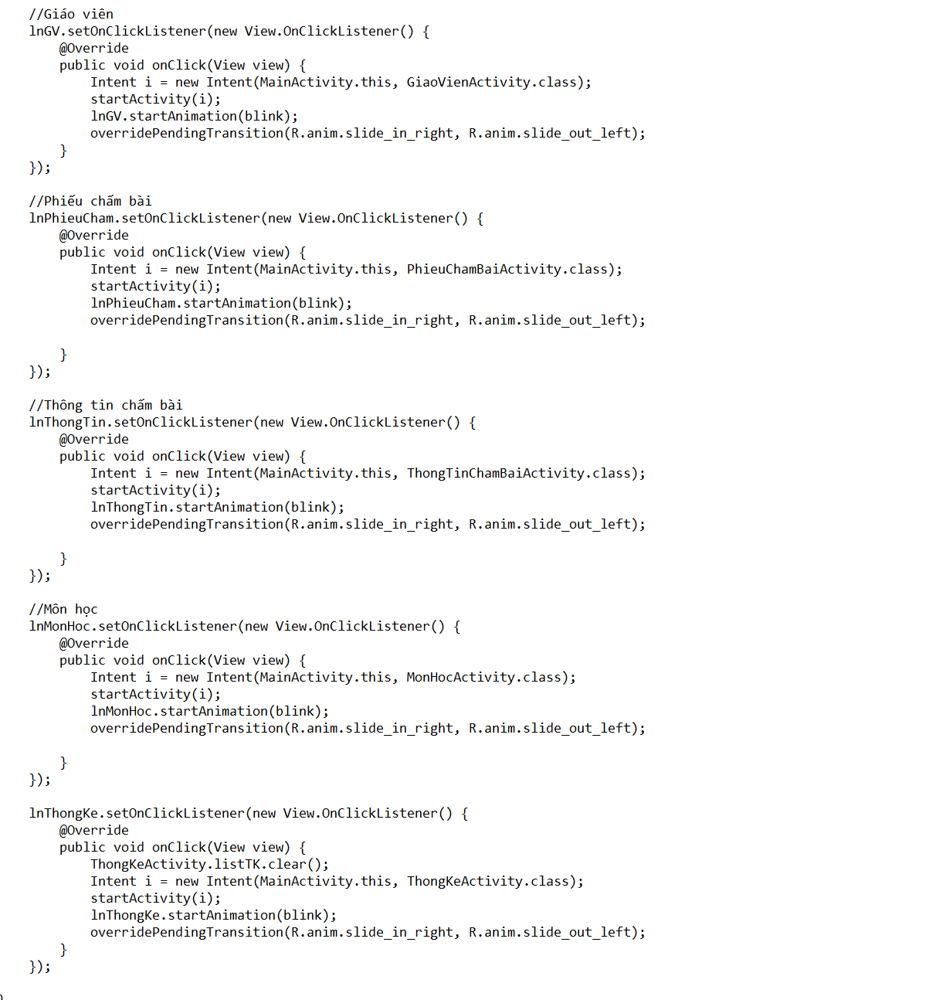 //Giáo viên
lnGV.setOnClickListener(new View.OnClickListener() {
@Override
public void onClick(View view) {
Intent i = new Intent(MainActivity.this, GiaoVienActivity.class);
startActivity(i);
lnGV.startAnimation(blink);
overridePendingTransition(R.anim.slide_in_right, R.anim.slide_out_left);
}
});
//Phiếu chấm bài
lnPhieuCham.setOnClickListener(new View.OnClickListener() {
@Override
public void onClick(View view) {
Intent i = new Intent(MainActivity.this, PhieuChamBaiActivity.class);
startActivity(i);
lnPhieuCham.startAnimation(blink);
overridePendingTransition(R.anim.slide_in_right, R.anim.slide_out_left);
}
});
//Thông tin chấm bài
lnThongTin.setOnClickListener(new View.OnClickListener() {
@Override
public void onClick(View view) {
Intent i = new Intent(MainActivity.this, ThongTinChamBaiActivity.class);
startActivity(i);
lnThongTin.startAnimation(blink);
overridePendingTransition(R.anim.slide_in_right, R.anim.slide_out_left);
}
});
//Môn học
lnMonHoc.setOnClickListener(new View.OnClickListener() {
@Override
public void onClick(View view) {
Intent i = new Intent(MainActivity.this, MonHocActivity.class);
startActivity(i);
lnMonHoc.startAnimation(blink);
overridePendingTransition(R.anim.slide_in_right, R.anim.slide_out_left);
}
});
lnThongKe.setOnClickListener(new View.OnClickListener() {
@Override
public void onClick(View view) {
ThongKeActivity.listTK.clear();
Intent i = new Intent(MainActivity.this, ThongKeActivity.class);
startActivity(i);
lnThongKe.startAnimation(blink);
overridePendingTransition(R.anim.slide_in_right, R.anim.slide_out_left);
}
});